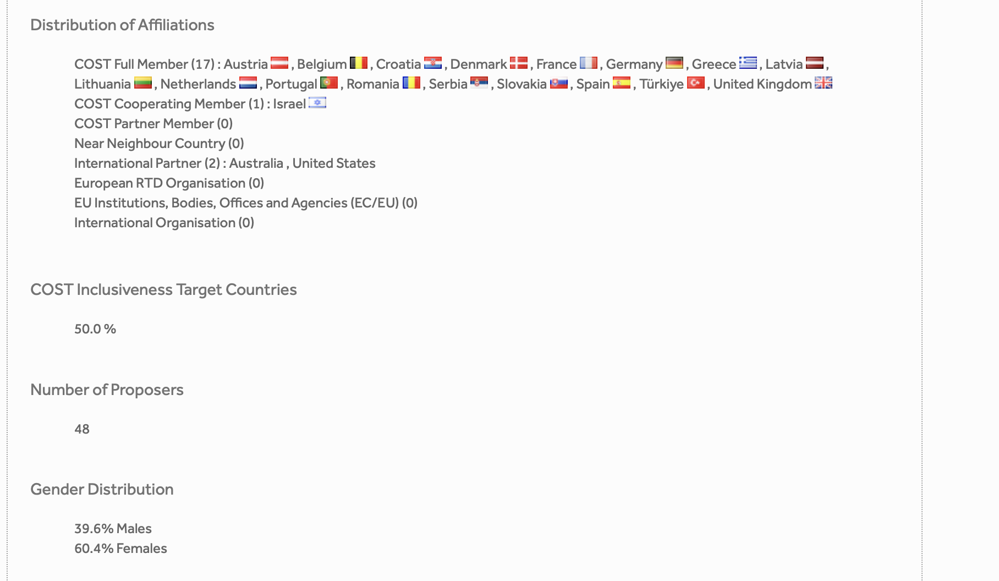 Distribution of Affiliations
COST Full Member (17) : Austria , Belgium , Croatia , Denmark , France , Germany , Greece , Latvia ,
Lithuania , Netherlands , Portugal , Romania , Serbia , Slovakia , Spain , Türkiye , United Kingdom
COST Cooperating Member (1) : Israel
COST Partner Member (0)
Near Neighbour Country (0)
International Partner (2) : Australia , United States
European RTD Organisation (0)
EU Institutions, Bodies, Offices and Agencies (EC/EU) (0)
International Organisation (0)
COST Inclusiveness Target Countries
50.0 %
Number of Proposers
48
Gender Distribution
39.6% Males
60.4% Females